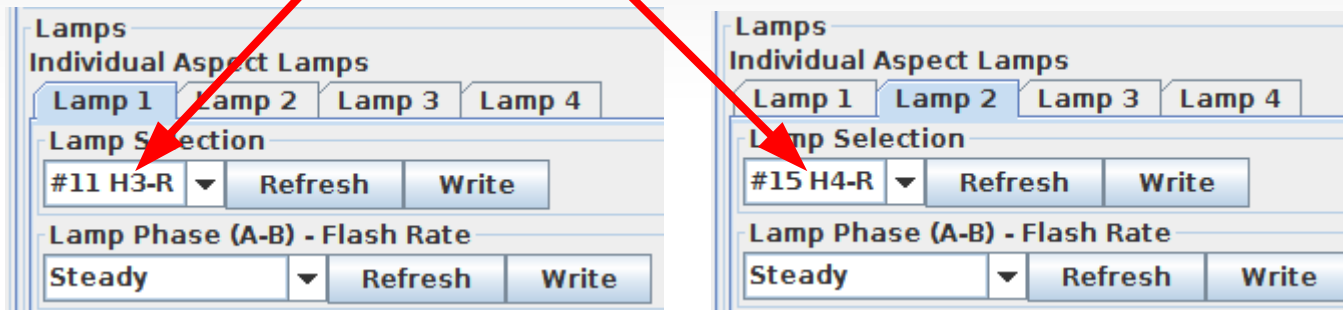 Lamps
Individual Aspect Lamps
Lamp 1 Lamp 2 Lamp 3 Lamp 4
Lamp Selection
#11 H3-R Refresh Write
Lamp Phase (A-B) - Flash Rate
Steady Refresh Write
Lamps
Individual Aspect Lamps
Lamp 1 Lamp 2 Lamp 3 Lamp 4
Lamp Selection
#15 H4-R Refresh Write
Lamp Phase (A-B) - Flash Rate
Steady Refresh Write